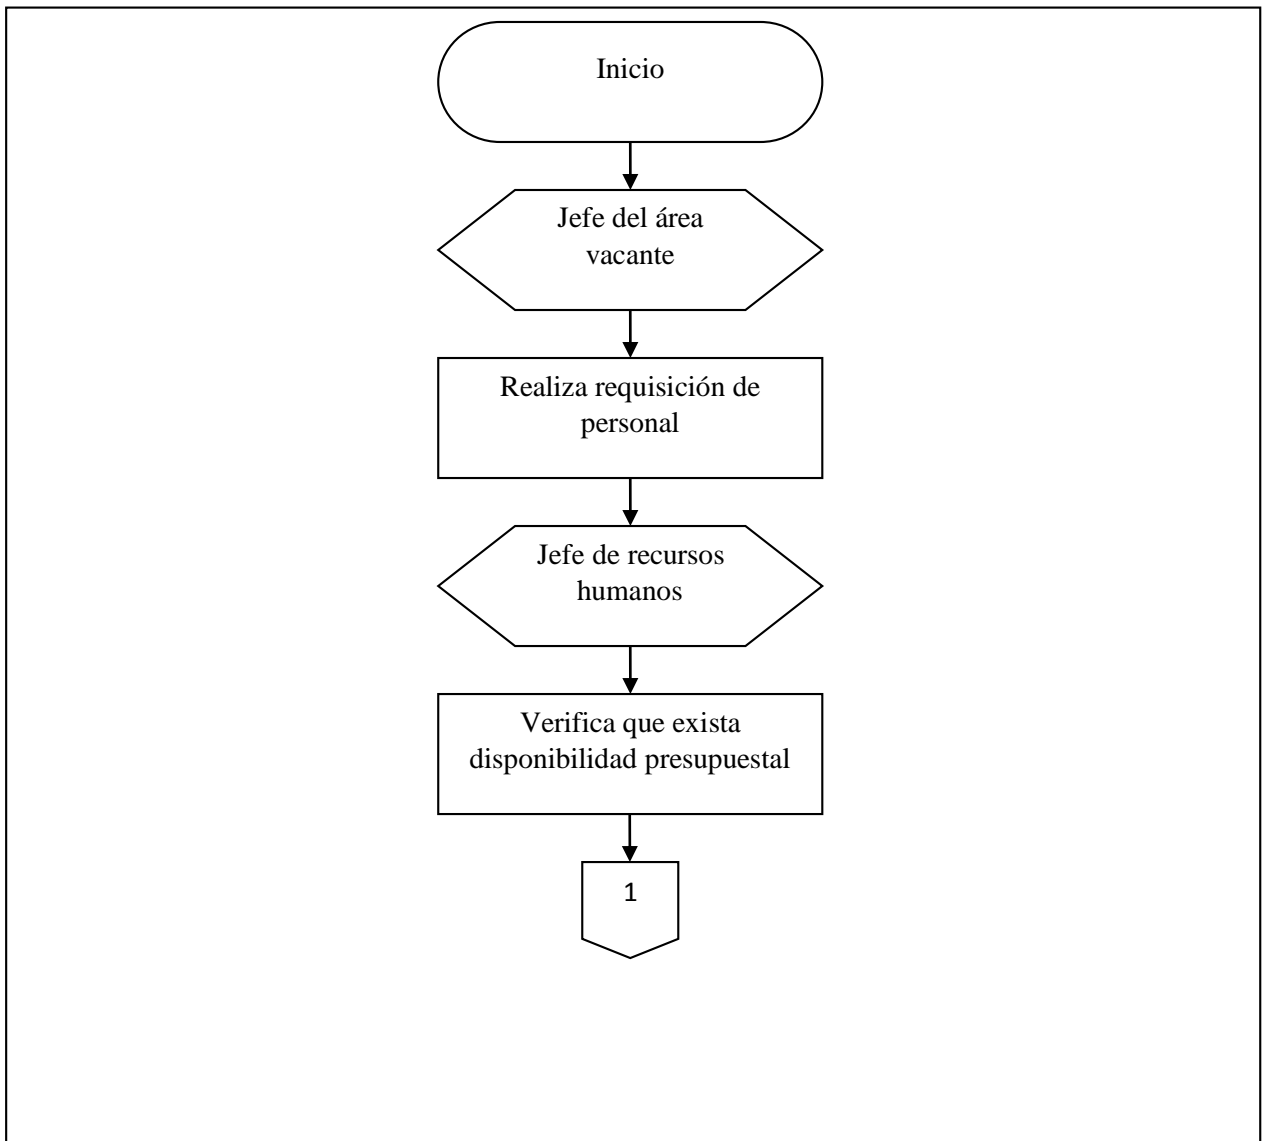 Inicio
Jefe del área
vacante
Realiza requisición de
personal
Jefe de recursos
humanos
Verifica que exista
disponibilidad presupuestal
1